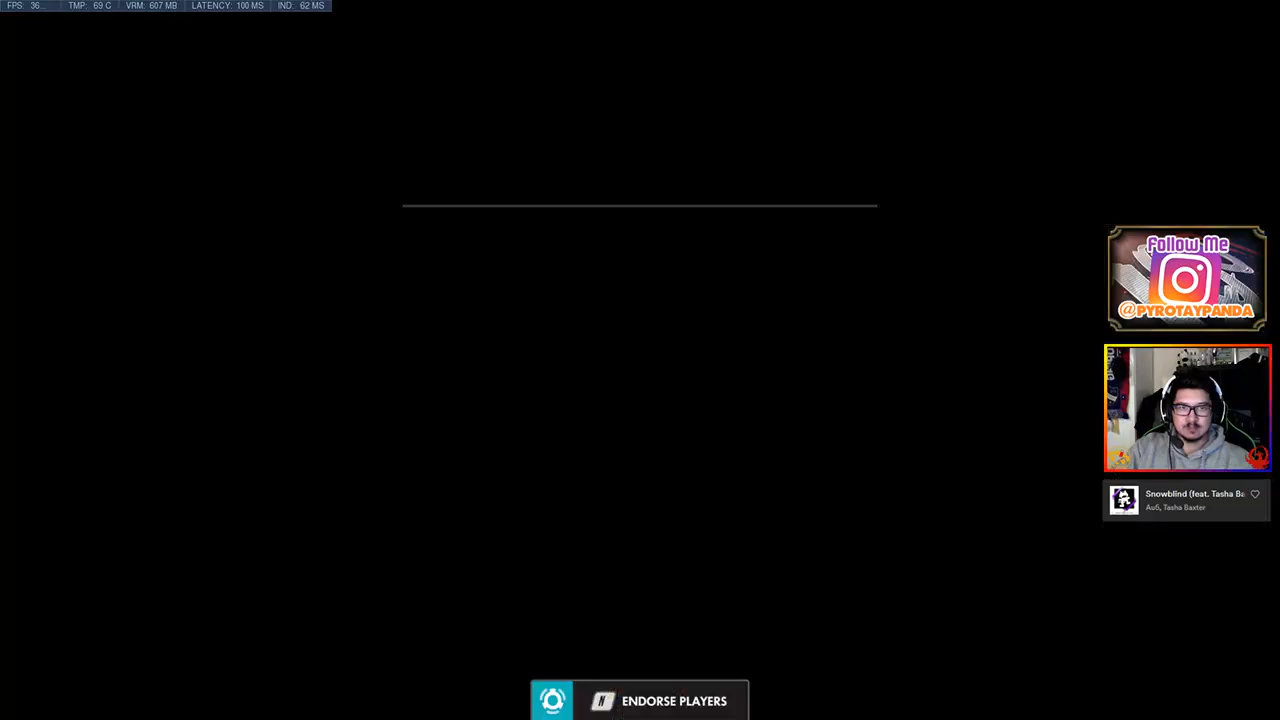 FPS: 36... TMP: 69 C VRM: 607 MB LATENCY: 100 MS IND: 62 MS
Follow Me
@PYROTAYPANDA
Snowblind (feat. Tasha Ba
Au5, Tasha Baxter
N ENDORSE PLAYERS